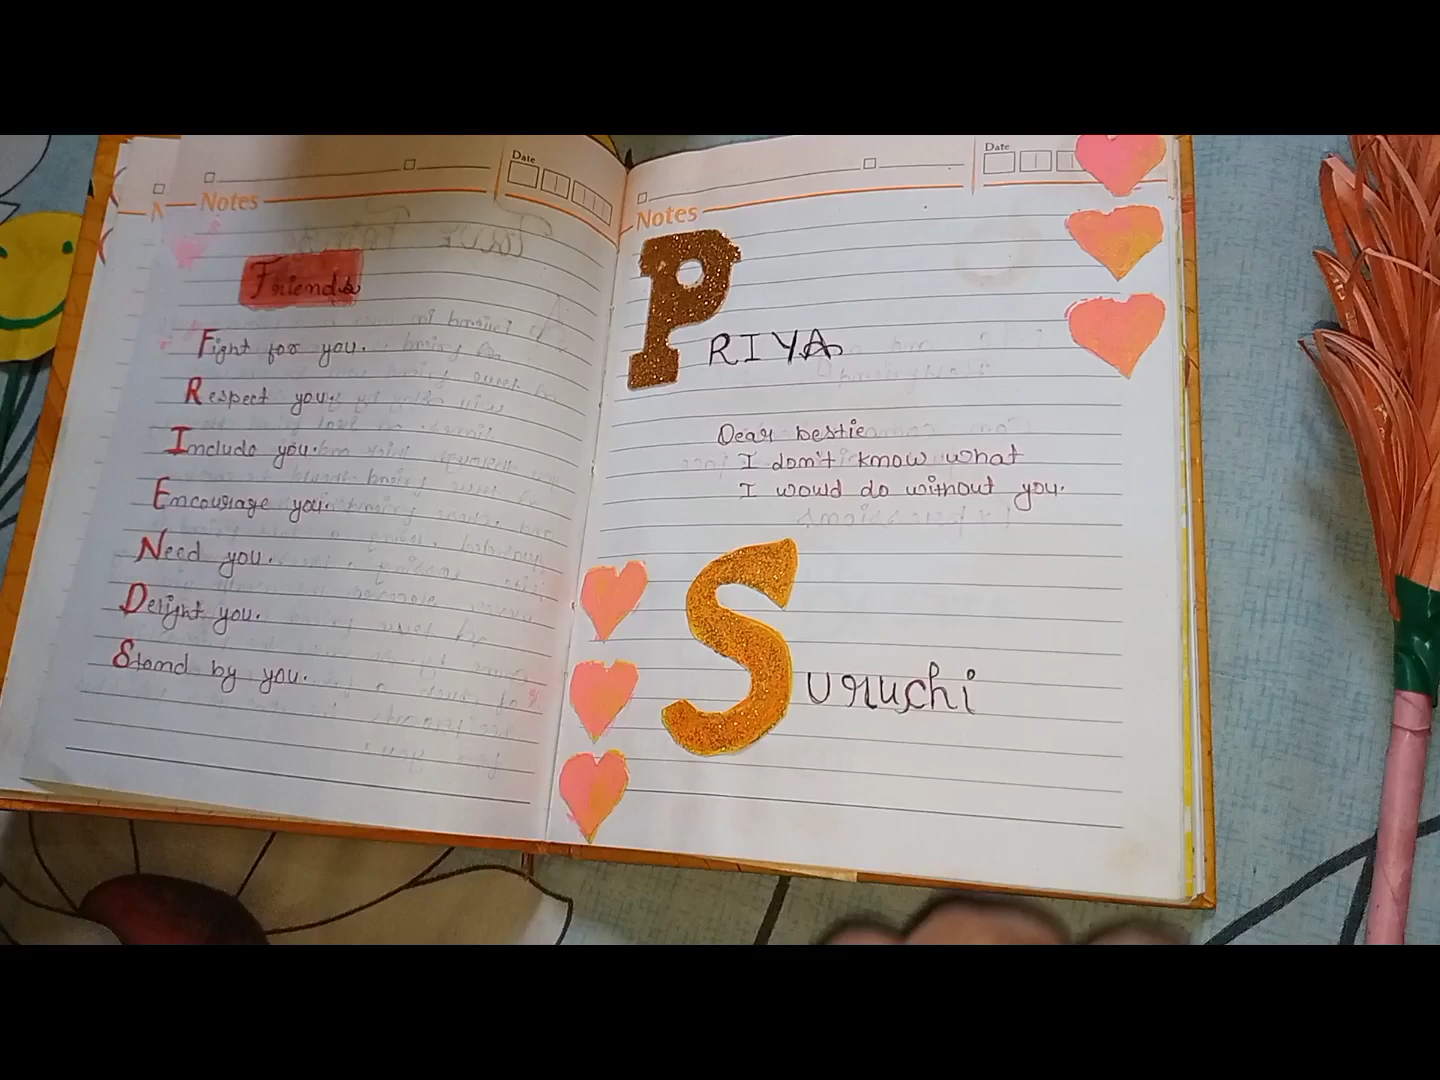 Date
Notes
N
Friends
Fight for you.
Respect you.
Include you.
Encourage you.
Need you.
Delight you.
Stand by you.
Date
Notes
PRIYA
Dear bestie
I don't know what
I would do without you.
Suruchi